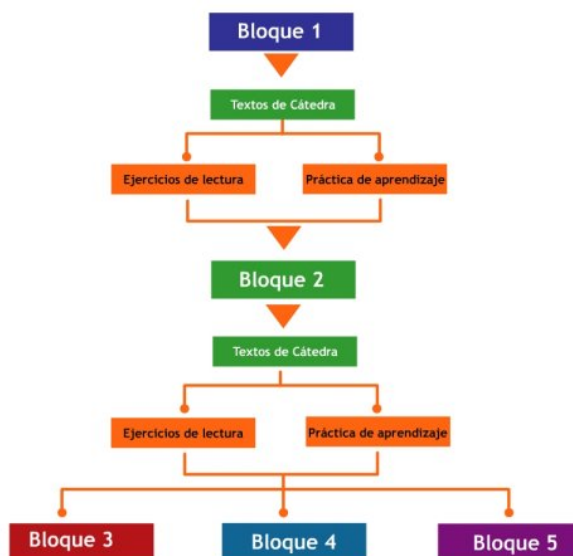 Bloque 1
Textos de Cátedra
Ejercicios de lectura
Práctica de aprendizaje
Bloque 2
Textos de Cátedra
Ejercicios de lectura
Práctica de aprendizaje
Bloque 3
Bloque 4
Bloque 5